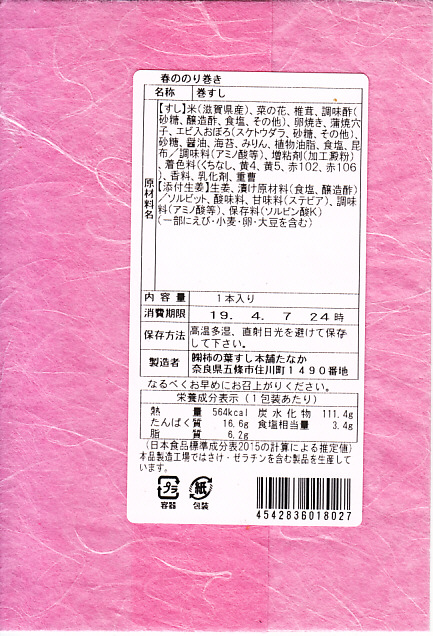 春ののり巻き
名称 巻すし
原材料名
【すし】米(滋賀県産)、菜の花、椎茸、調味酢(
砂糖、醸造酢、食塩、その他)、卵焼き、蒲焼穴
子、エビ入おぼろ(スケトウダラ、砂糖、その他)、
砂糖、醤油、海苔、みりん、植物油脂、食塩、昆
布/調味料(アミノ酸等)、増粘剤(加工澱粉)
、着色料(くちなし、黄4、黄5、赤102、赤106
)、香料、乳化剤、重曹
【添付生姜】生姜、漬け原材料(食塩、醸造酢)
/ソルビット、酸味料、甘味料(ステビア)、調味
料(アミノ酸等)、保存料(ソルビン酸K)
(一部にえび・小麦・卵・大豆を含む)
内容量 1本入り
消費期限 19. 4. 7 24時
保存方法 高温多湿、直射日光を避けて保存
して下さい。
製造者 ㈱柿の葉すし本舗たなか
奈良県五條市住川町1490番地
なるべくお早めにお召上がりください。
栄養成分表示(1包装あたり)
熱量 564kcal 炭水化物 111.4g
たんぱく質 16.6g 食塩相当量 3.4g
脂質 6.2g
(日本食品標準成分表2015の計算による推定値)
本品製造工場ではさけ・ゼラチンを含む製品を生産して
います。
プラ 紙
容器 包装
4542836018027